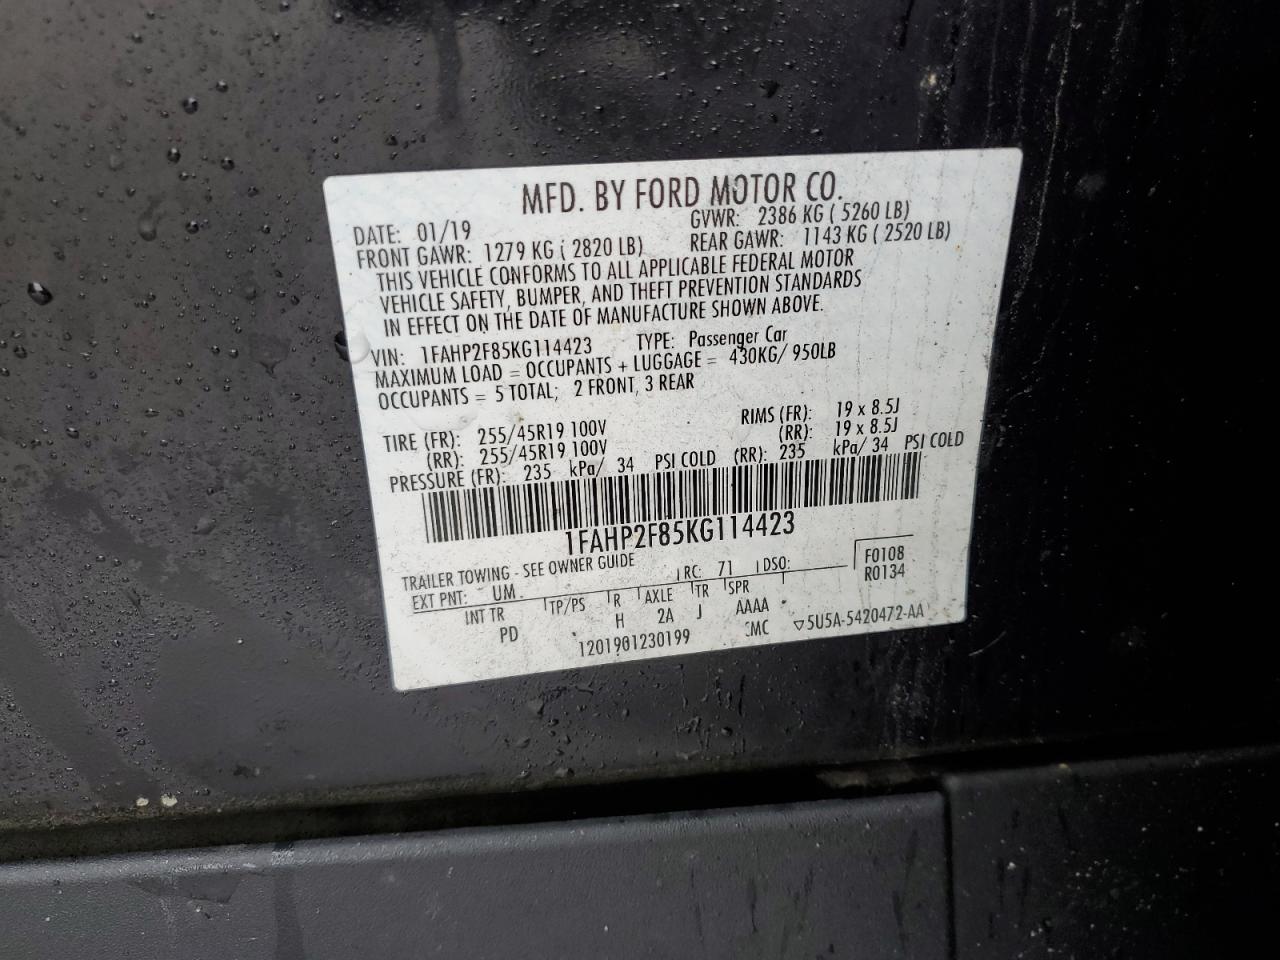 MFD. BY FORD MOTOR CO.
DATE: 01/19 GVWR: 2386 KG ( 5260 LB)
FRONT GAWR: 1279 KG ( 2820 LB) REAR GAWR: 1143 KG ( 2520 LB)
THIS VEHICLE CONFORMS TO ALL APPLICABLE FEDERAL MOTOR
VEHICLE SAFETY, BUMPER, AND THEFT PREVENTION STANDARDS
IN EFFECT ON THE DATE OF MANUFACTURE SHOWN ABOVE.
VIN: 1FAHP2F85KG114423 TYPE: Passenger Car
MAXIMUM LOAD = OCCUPANTS + LUGGAGE = 430KG/ 950LB
OCCUPANTS = 5 TOTAL; 2 FRONT, 3 REAR
TIRE (FR): 255/45R19 100V RIMS (FR): 19 x 8.5J
(RR): 255/45R19 100V (RR): 19 x 8.5J
PRESSURE (FR): 235 kPa/ 34 PSI COLD (RR): 235 kPa/ 34 PSI COLD
1FAHP2F85KG114423
TRAILER TOWING - SEE OWNER GUIDE F0108
EXT PNT: UM RC: 71 DSO: R0134
INT TR TP/PS R AXLE TR SPR
PD H 2A J AAAA
1201901230199 MC ▽5U5A-5420472-AA